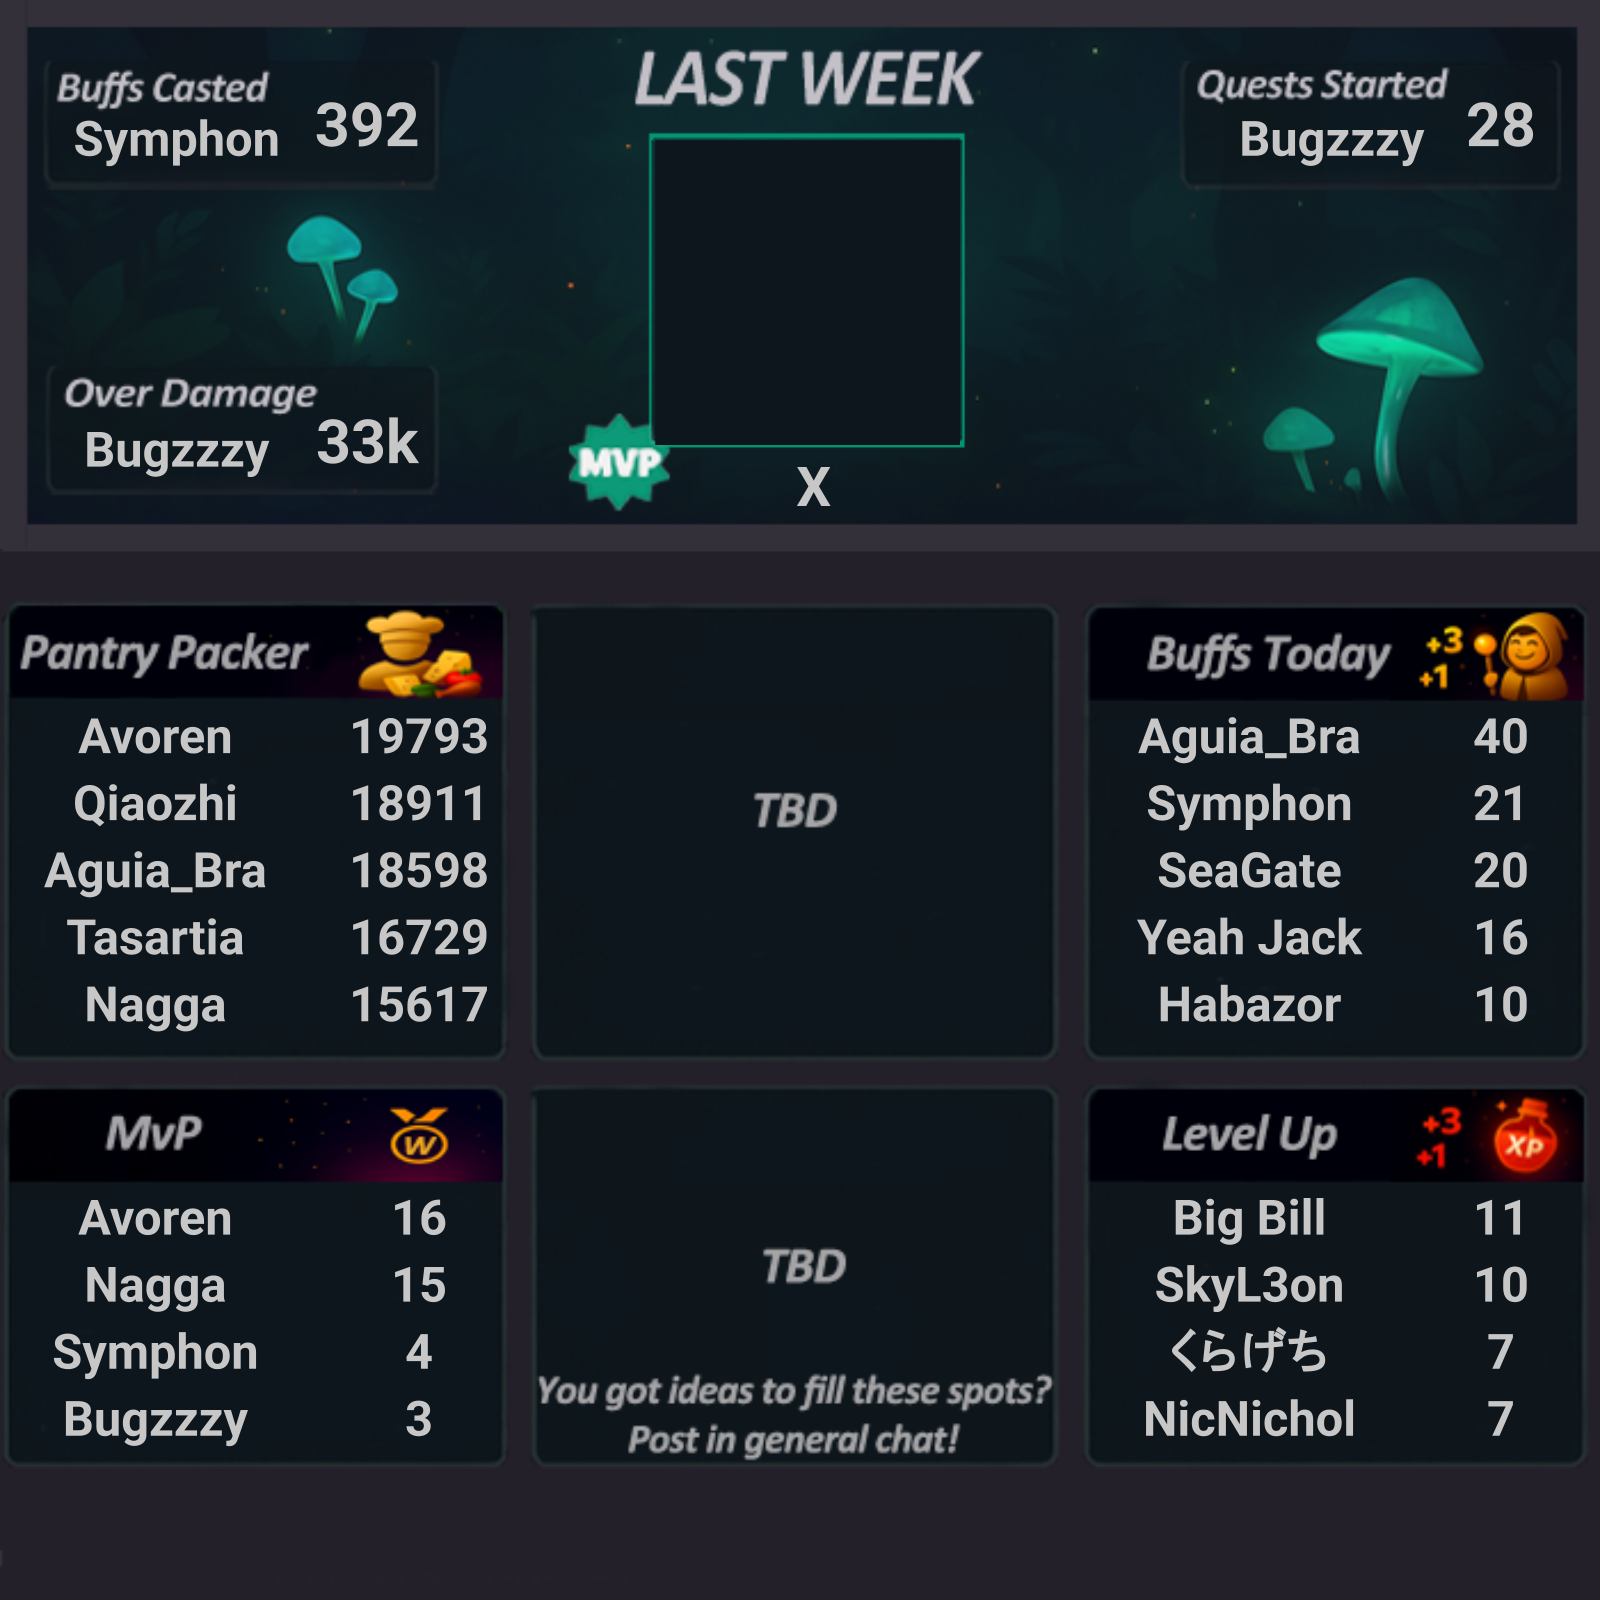 LAST WEEK
Buffs Casted
Symphon 392
Quests Started
Bugzzzy 28
Over Damage
Bugzzzy 33k
MVP
X
Pantry Packer
Avoren 19793
Qiaozhi 18911
Aguia_Bra 18598
Tasartia 16729
Nagga 15617
TBD
Buffs Today +3 +1
Aguia_Bra 40
Symphon 21
SeaGate 20
Yeah Jack 16
Habazor 10
MvP W
Avoren 16
Nagga 15
Symphon 4
Bugzzzy 3
TBD
You got ideas to fill these spots?
Post in general chat!
Level Up +3 +1 XP
Big Bill 11
SkyL3on 10
くらげち 7
NicNichol 7